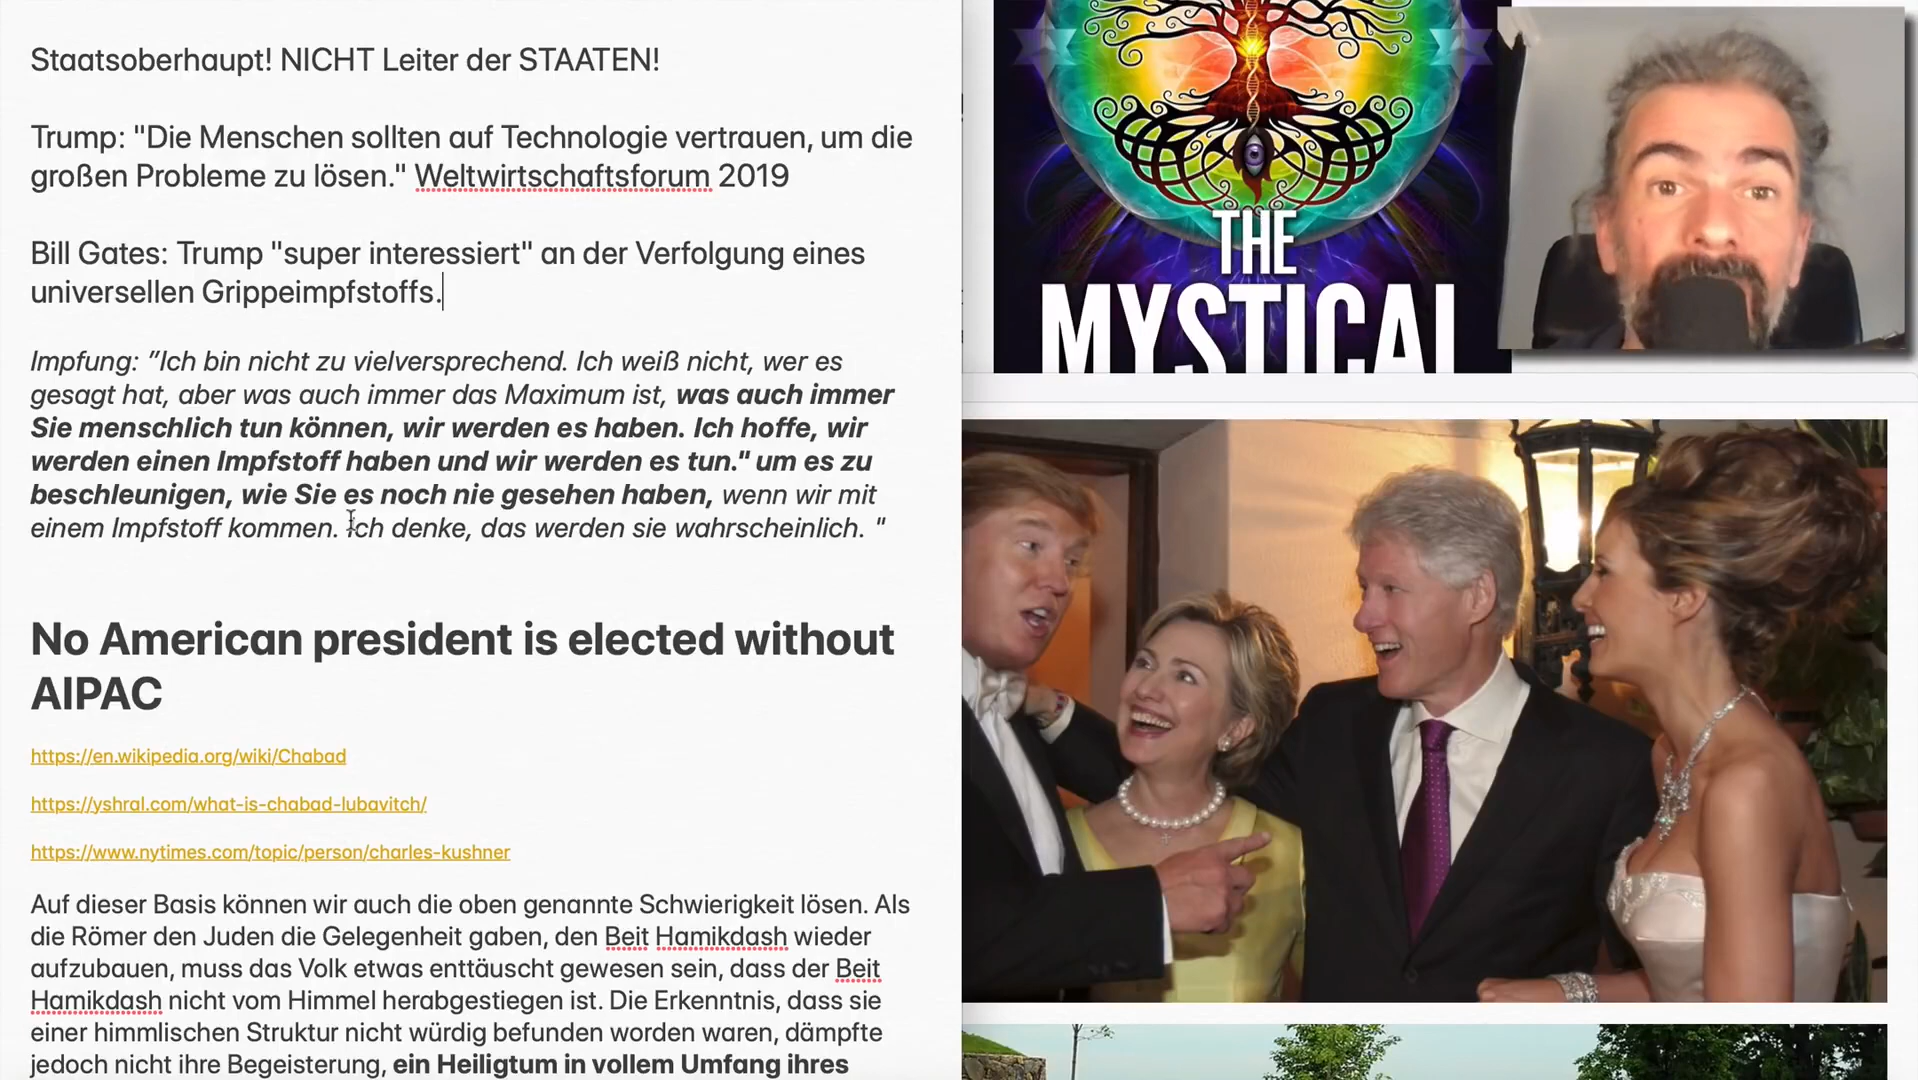 Staatsoberhaupt! NICHT Leiter der STAATEN!
Trump: "Die Menschen sollten auf Technologie vertrauen, um die
großen Probleme zu lösen." Weltwirtschaftsforum 2019
Bill Gates: Trump "super interessiert" an der Verfolgung eines
universellen Grippeimpfstoffs.
Impfung: "Ich bin nicht zu vielversprechend. Ich weiß nicht, wer es
gesagt hat, aber was auch immer das Maximum ist, was auch immer
Sie menschlich tun können, wir werden es haben. Ich hoffe, wir
werden einen Impfstoff haben und wir werden es tun." um es zu
beschleunigen, wie Sie es noch nie gesehen haben, wenn wir mit
einem Impfstoff kommen. Ich denke, das werden sie wahrscheinlich. "
No American president is elected without
AIPAC
https://en.wikipedia.org/wiki/Chabad
https://yshral.com/what-is-chabad-lubavitch/
https://www.nytimes.com/topic/person/charles-kushner
Auf dieser Basis können wir auch die oben genannte Schwierigkeit lösen. Als
die Römer den Juden die Gelegenheit gaben, den Beit Hamikdash wieder
aufzubauen, muss das Volk etwas enttäuscht gewesen sein, dass der Beit
Hamikdash nicht vom Himmel herabgestiegen ist. Die Erkenntnis, dass sie
einer himmlischen Struktur nicht würdig befunden worden waren, dämpfte
jedoch nicht ihre Begeisterung, ein Heiligtum in vollem Umfang ihres
THE
MYSTICAL